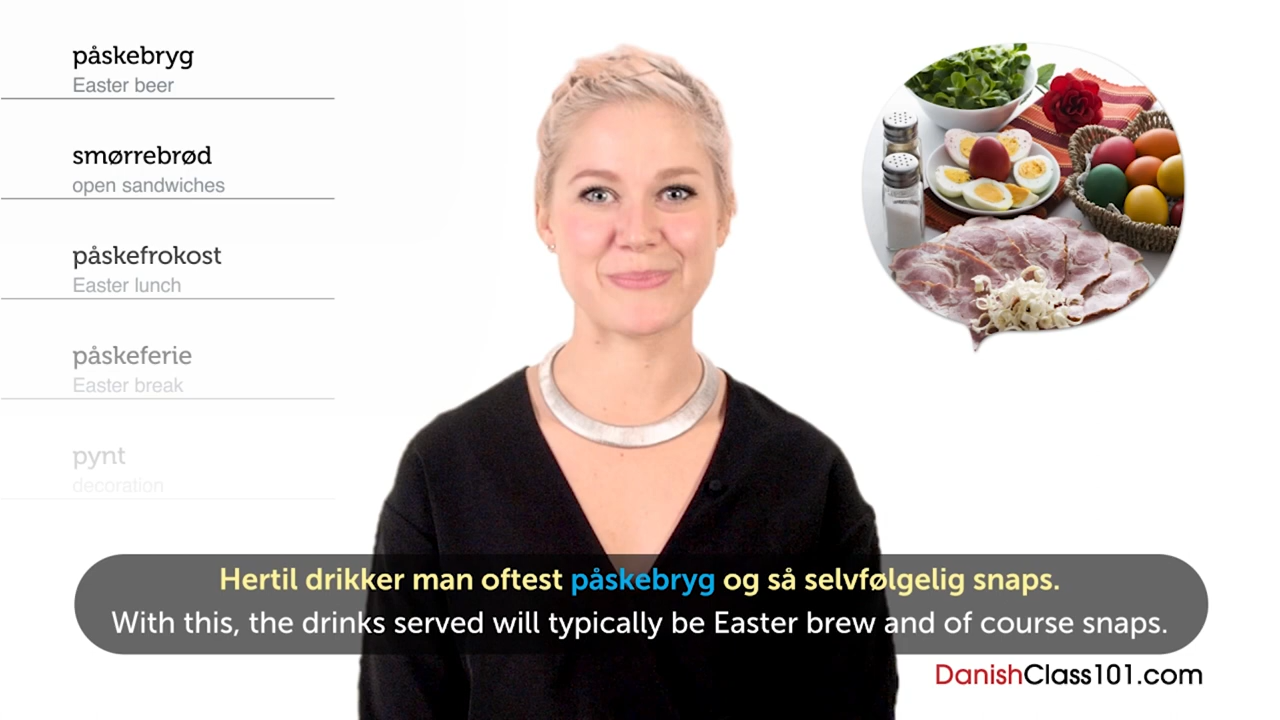 påskebryg
Easter beer
smørrebrød
open sandwiches
påskefrokost
Easter lunch
påskeferie
Easter break
pynt
decoration
Hertil drikker man oftest påskebryg og så selvfølgelig snaps.
With this, the drinks served will typically be Easter brew and of course snaps.
DanishClass101.com